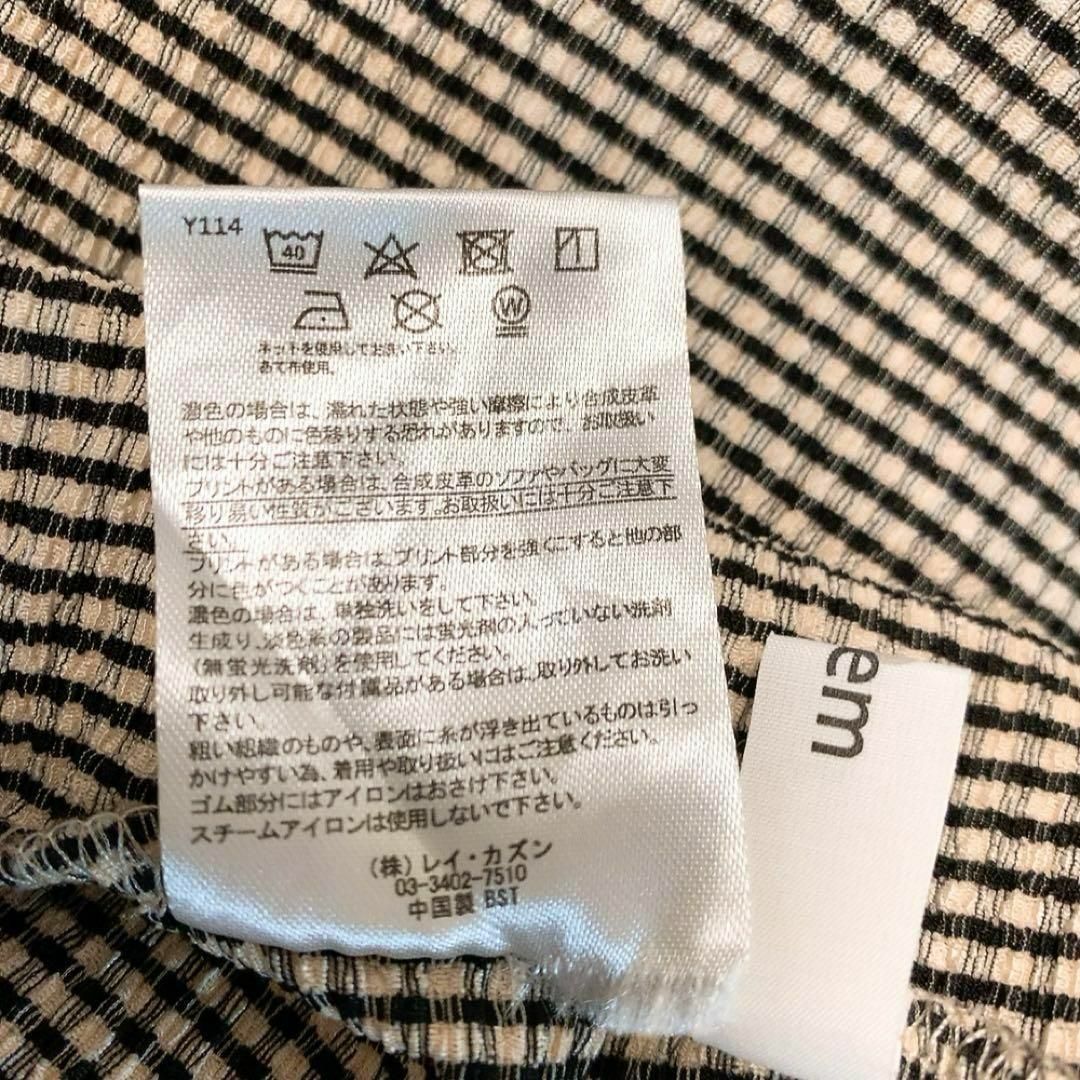 Y114
40
W
ネットを使用してお洗い下さい。
あて布使用。
濃色の場合は、濡れた状態や強い摩擦により合成皮革
や他のものに色移りする恐れがありますので、お取扱い
には十分ご注意下さい。
プリントがある場合は、合成皮革のソファやバッグに大変
移り易い性質がございます。お取扱いには十分ご注意下
さい。
プリントがある場合は、プリント部分を強くこすると他の部
分に色がつくことがあります。
濃色の場合は、単独洗いをして下さい。
生成り、淡色系の製品には蛍光剤の入っていない洗剤
(無蛍光洗剤)を使用してください。
取り外し可能な付属品がある場合は、取り外してお洗い
下さい。
粗い組織のものや、表面に糸が浮き出ているものは引っ
かけやすい為、着用や取り扱いにはご注意ください。
ゴム部分にはアイロンはおさけ下さい。
スチームアイロンは使用しないで下さい。
(株)レイ・カズン
03-3402-7510
中国製 BST
em